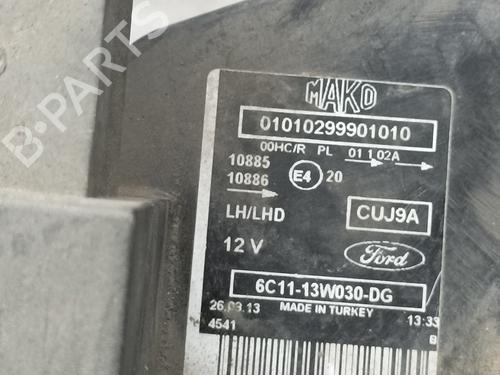 B-PARTS
MAKO
01010299901010
00HC/R PL 01 1 02A
10885
10886 E4 20
LH/LHD CUJ9A
12 V Ford
6C11-13W030-DG
26.03.13 MADE IN TURKEY 13:33
4541